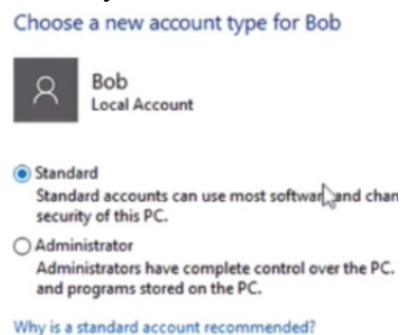 Choose a new account type for Bob
Bob
Local Account
Standard
Standard accounts can use most software and chan
security of this PC.
Administrator
Administrators have complete control over the PC.
and programs stored on the PC.
Why is a standard account recommended?